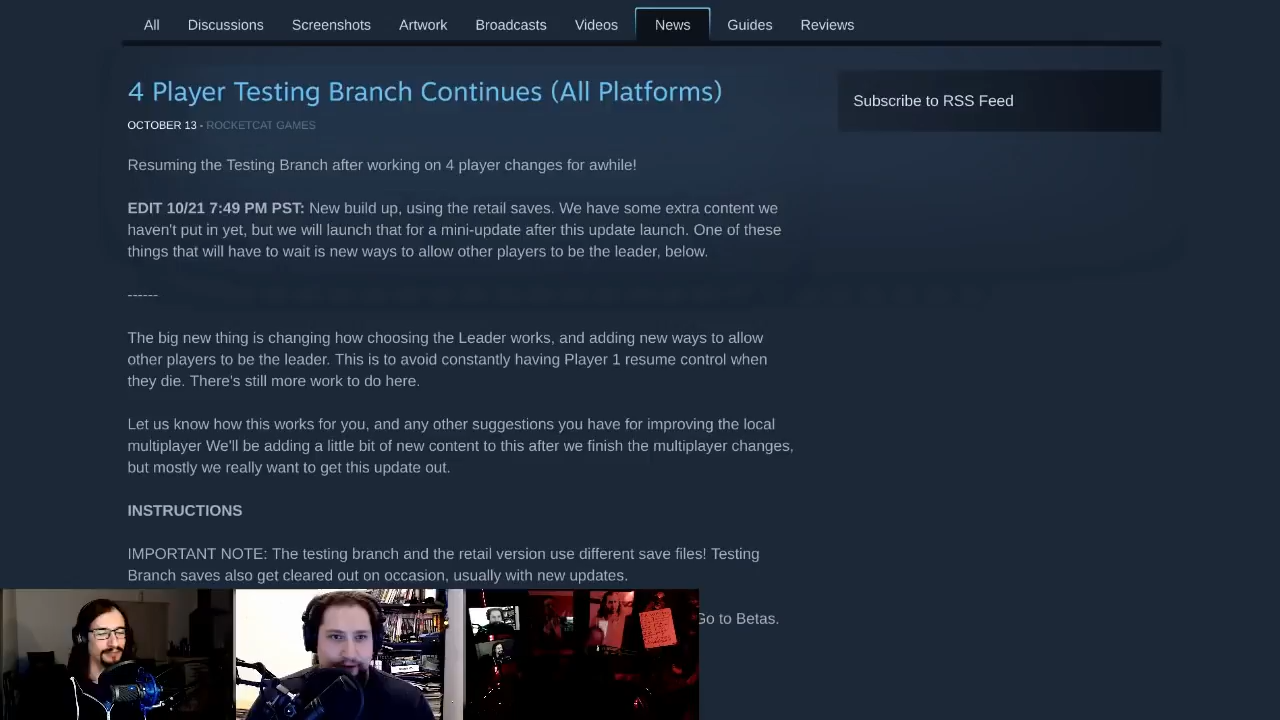 All Discussions Screenshots Artwork Broadcasts Videos News Guides Reviews
4 Player Testing Branch Continues (All Platforms)
Subscribe to RSS Feed
OCTOBER 13 - ROCKETCAT GAMES
Resuming the Testing Branch after working on 4 player changes for awhile!
EDIT 10/21 7:49 PM PST: New build up, using the retail saves. We have some extra content we
haven't put in yet, but we will launch that for a mini-update after this update launch. One of these
things that will have to wait is new ways to allow other players to be the leader, below.
------
The big new thing is changing how choosing the Leader works, and adding new ways to allow
other players to be the leader. This is to avoid constantly having Player 1 resume control when
they die. There's still more work to do here.
Let us know how this works for you, and any other suggestions you have for improving the local
multiplayer We'll be adding a little bit of new content to this after we finish the multiplayer changes,
but mostly we really want to get this update out.
INSTRUCTIONS
IMPORTANT NOTE: The testing branch and the retail version use different save files! Testing
Branch saves also get cleared out on occasion, usually with new updates.
Go to Betas.